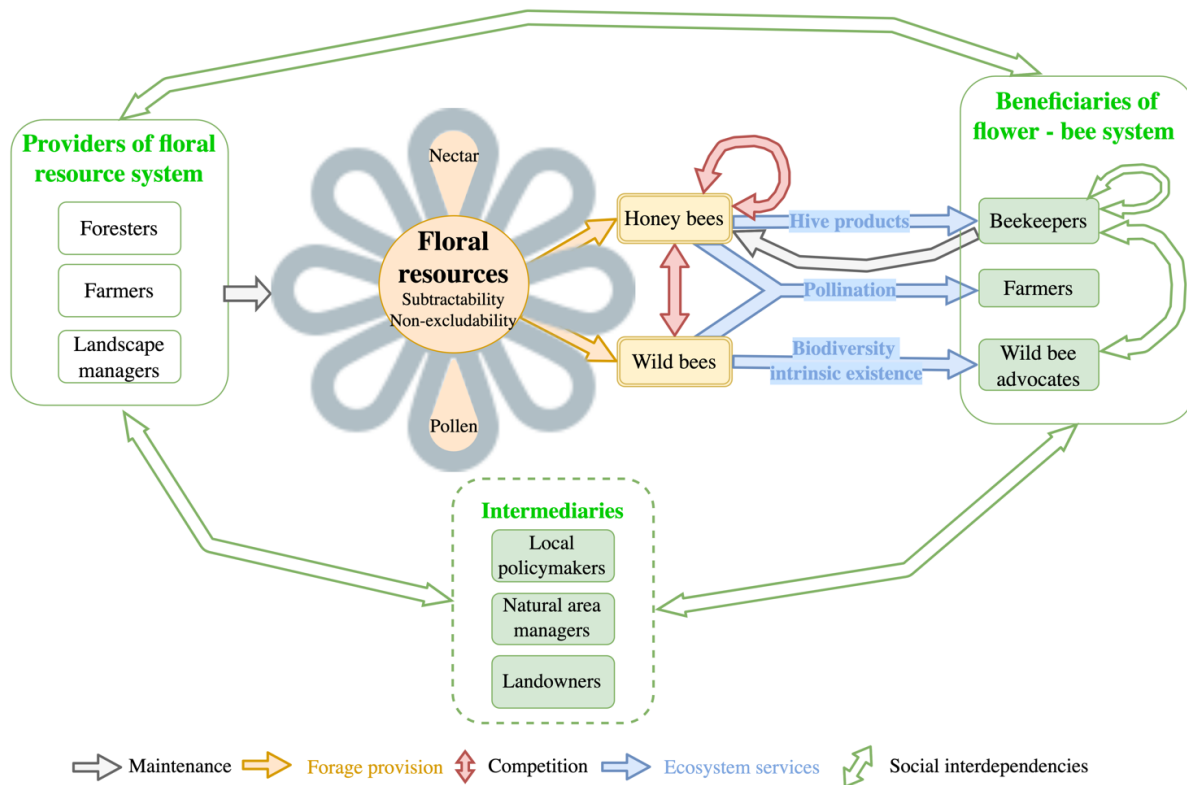 Providers of floral
resource system
Foresters
Farmers
Landscape
managers
Nectar
Floral
resources
Subtractability
Non-excludability
Pollen
Honey bees
Wild bees
Hive products
Pollination
Biodiversity
intrinsic existence
Beneficiaries of
flower - bee system
Beekeepers
Farmers
Wild bee
advocates
Intermediaries
Local
policymakers
Natural area
managers
Landowners
Maintenance
Forage provision
Competition
Ecosystem services
Social interdependencies